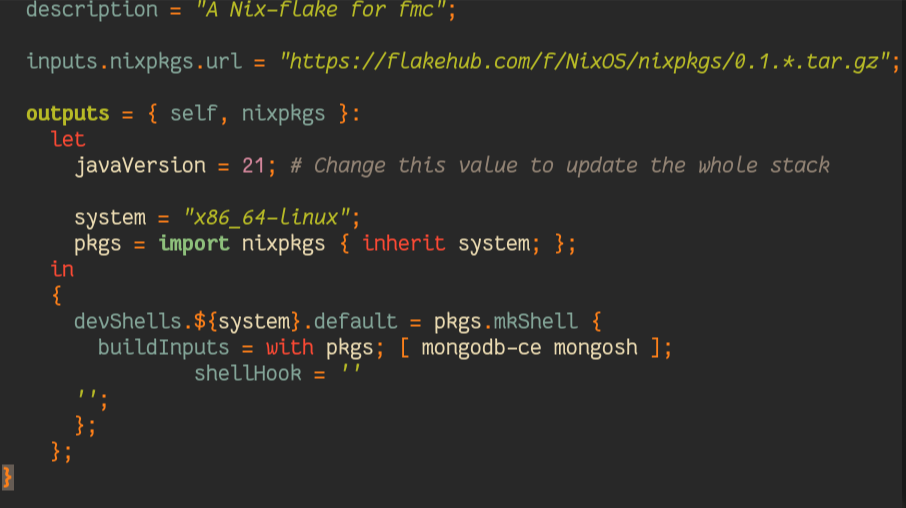 description = "A Nix-flake for fmc";
inputs.nixpkgs.url = "https://flakehub.com/f/NixOS/nixpkgs/0.1.*.tar.gz";
outputs = { self, nixpkgs }:
let
javaVersion = 21; # Change this value to update the whole stack
system = "x86_64-linux";
pkgs = import nixpkgs { inherit system; };
in
{
devShells.${system}.default = pkgs.mkShell {
buildInputs = with pkgs; [ mongodb-ce mongosh ];
shellHook = ''
'';
};
};
}